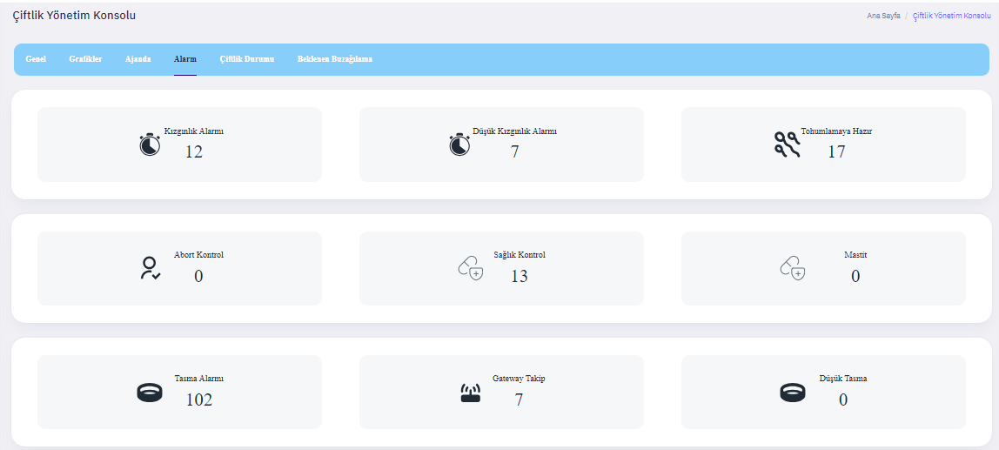 Çiftlik Yönetim Konsolu
Ana Sayfa / Çiftlik Yönetim Konsolu
Genel Grafikler Ajanda Alarm Çiftlik Durumu Beklenen Buzağılama
Kızgınlık Alarmı
12
Düşük Kızgınlık Alarmı
7
Tohumlamaya Hazır
17
Abort Kontrol
0
Sağlık Kontrol
13
Mastit
0
Tasma Alarmı
102
Gateway Takip
7
Düşük Tasma
0